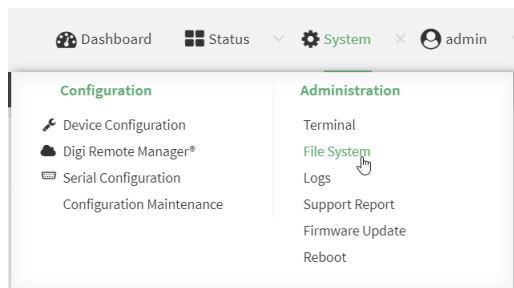 Dashboard Status System admin
Configuration
Device Configuration
Digi Remote Manager®
Serial Configuration
Configuration Maintenance
Administration
Terminal
File System
Logs
Support Report
Firmware Update
Reboot